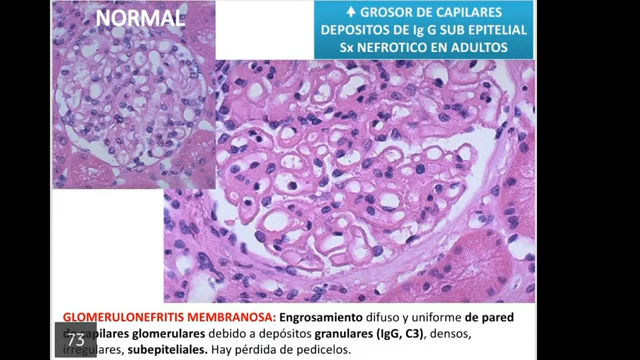 NORMAL
GROSOR DE CAPILARES
DEPOSITOS DE Ig G SUB EPITELIAL
Sx NEFROTICO EN ADULTOS
GLOMERULONEFRITIS MEMBRANOSA: Engrosamiento difuso y uniforme de pared
capilares glomerulares debido a depósitos granulares (IgG, C3), densos,
irregulares, subepiteliales. Hay pérdida de pedicelos.
73